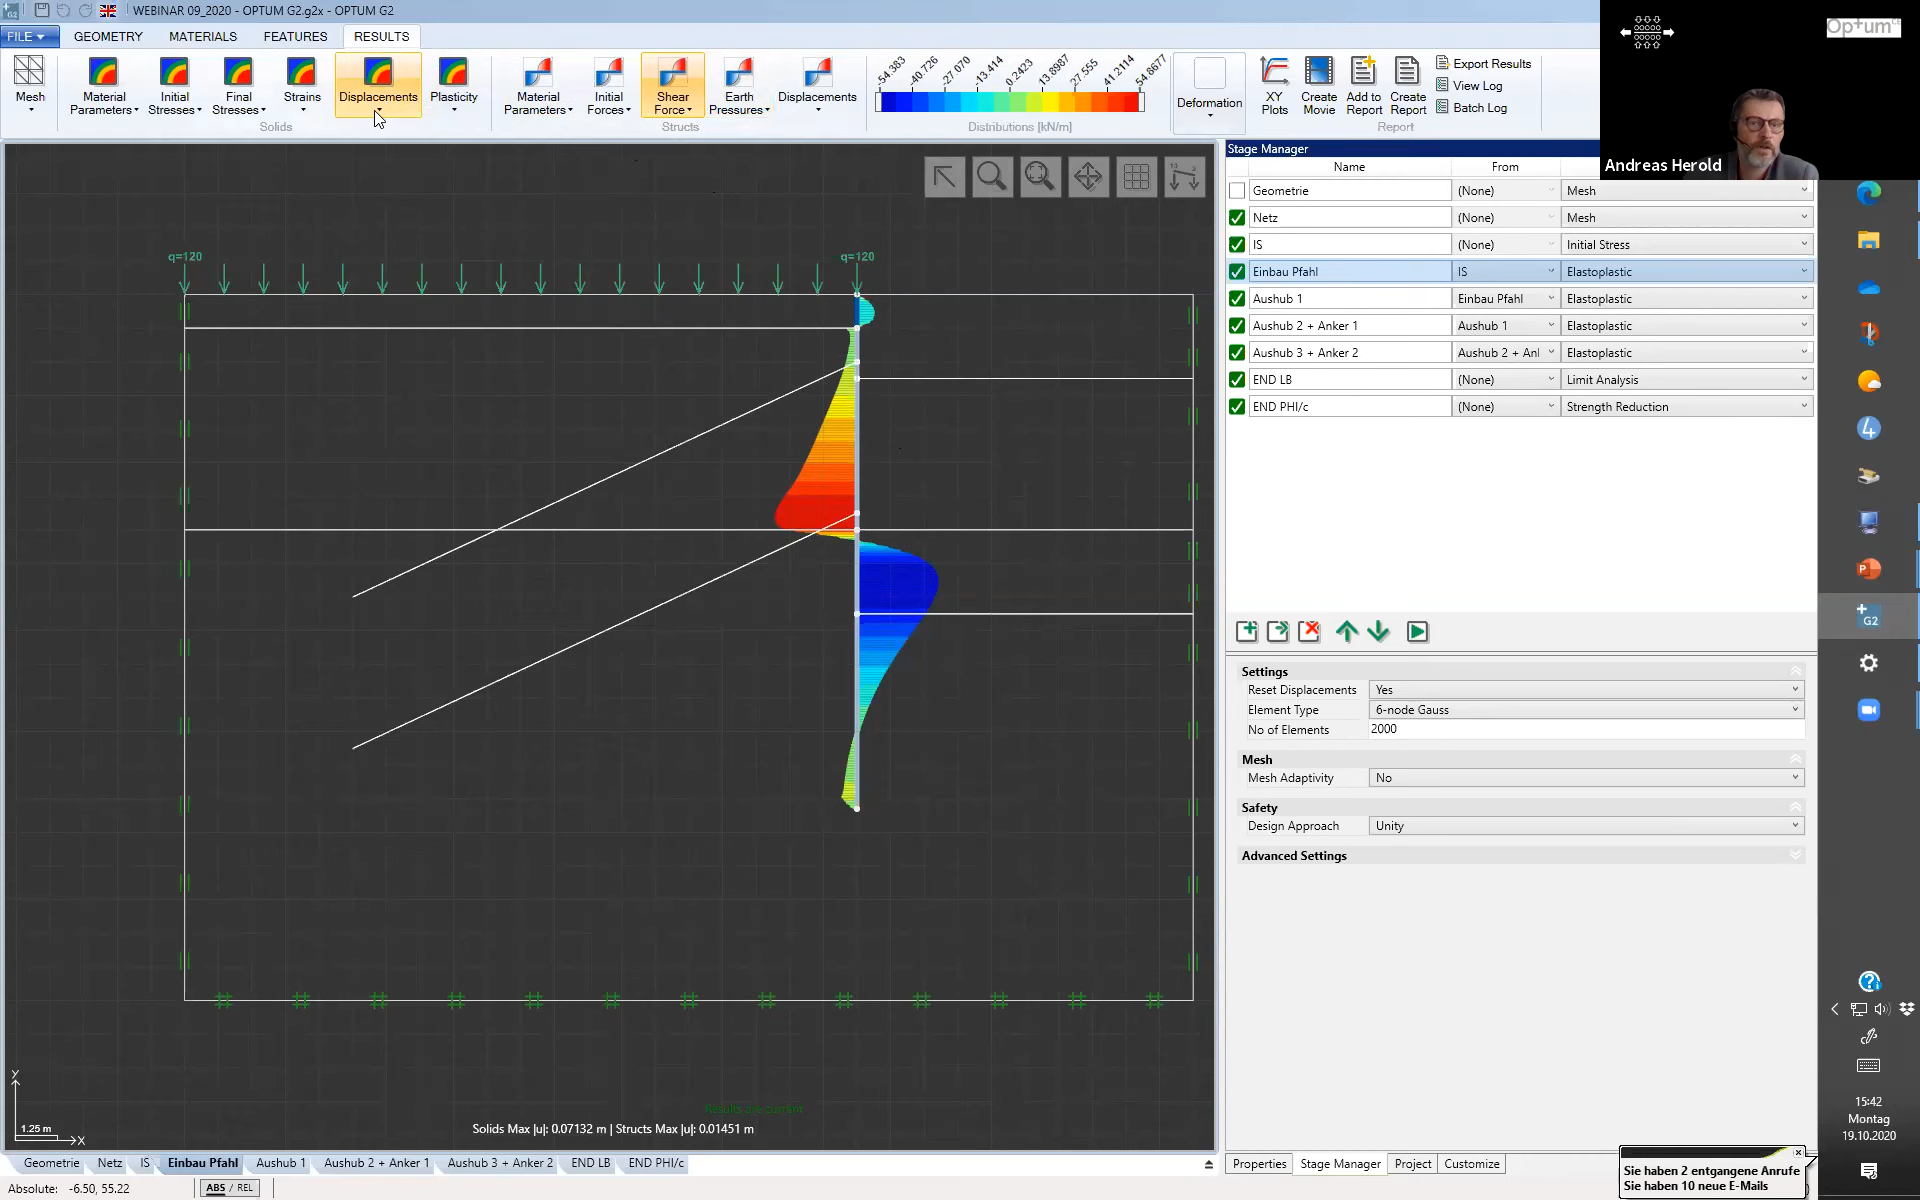 WEBINAR 09_2020 - OPTUM G2.g2x - OPTUM G2
FILE GEOMETRY MATERIALS FEATURES RESULTS
Mesh
Material Parameters
Initial Stresses
Final Stresses
Strains
Displacements
Plasticity
Solids
Material Parameters
Initial Forces
Shear Force
Earth Pressures
Displacements
Structs
-54.383 -40.726 -27.070 -13.414 0.2423 13.8987 27.555 41.2114 54.8677
Distributions [kN/m]
Deformation
XY Plots
Create Movie
Add to Report
Create Report
Export Results
View Log
Batch Log
Report
Optum
Andreas Herold
q=120
q=120
1.25 m
X
Y
Results are current
Solids Max |u|: 0.07132 m | Structs Max |u|: 0.01451 m
Geometrie Netz IS Einbau Pfahl Aushub 1 Aushub 2 + Anker 1 Aushub 3 + Anker 2 END LB END PHI/c
Absolute: -6.50, 55.22 ABS / REL
Stage Manager
Name From
Geometrie (None) Mesh
Netz (None) Mesh
IS (None) Initial Stress
Einbau Pfahl IS Elastoplastic
Aushub 1 Einbau Pfahl Elastoplastic
Aushub 2 + Anker 1 Aushub 1 Elastoplastic
Aushub 3 + Anker 2 Aushub 2 + Anl Elastoplastic
END LB (None) Limit Analysis
END PHI/c (None) Strength Reduction
Settings
Reset Displacements Yes
Element Type 6-node Gauss
No of Elements 2000
Mesh
Mesh Adaptivity No
Safety
Design Approach Unity
Advanced Settings
Properties Stage Manager Project Customize
G2
15:42
Montag
19.10.2020
Sie haben 2 entgangene Anrufe
Sie haben 10 neue E-Mails